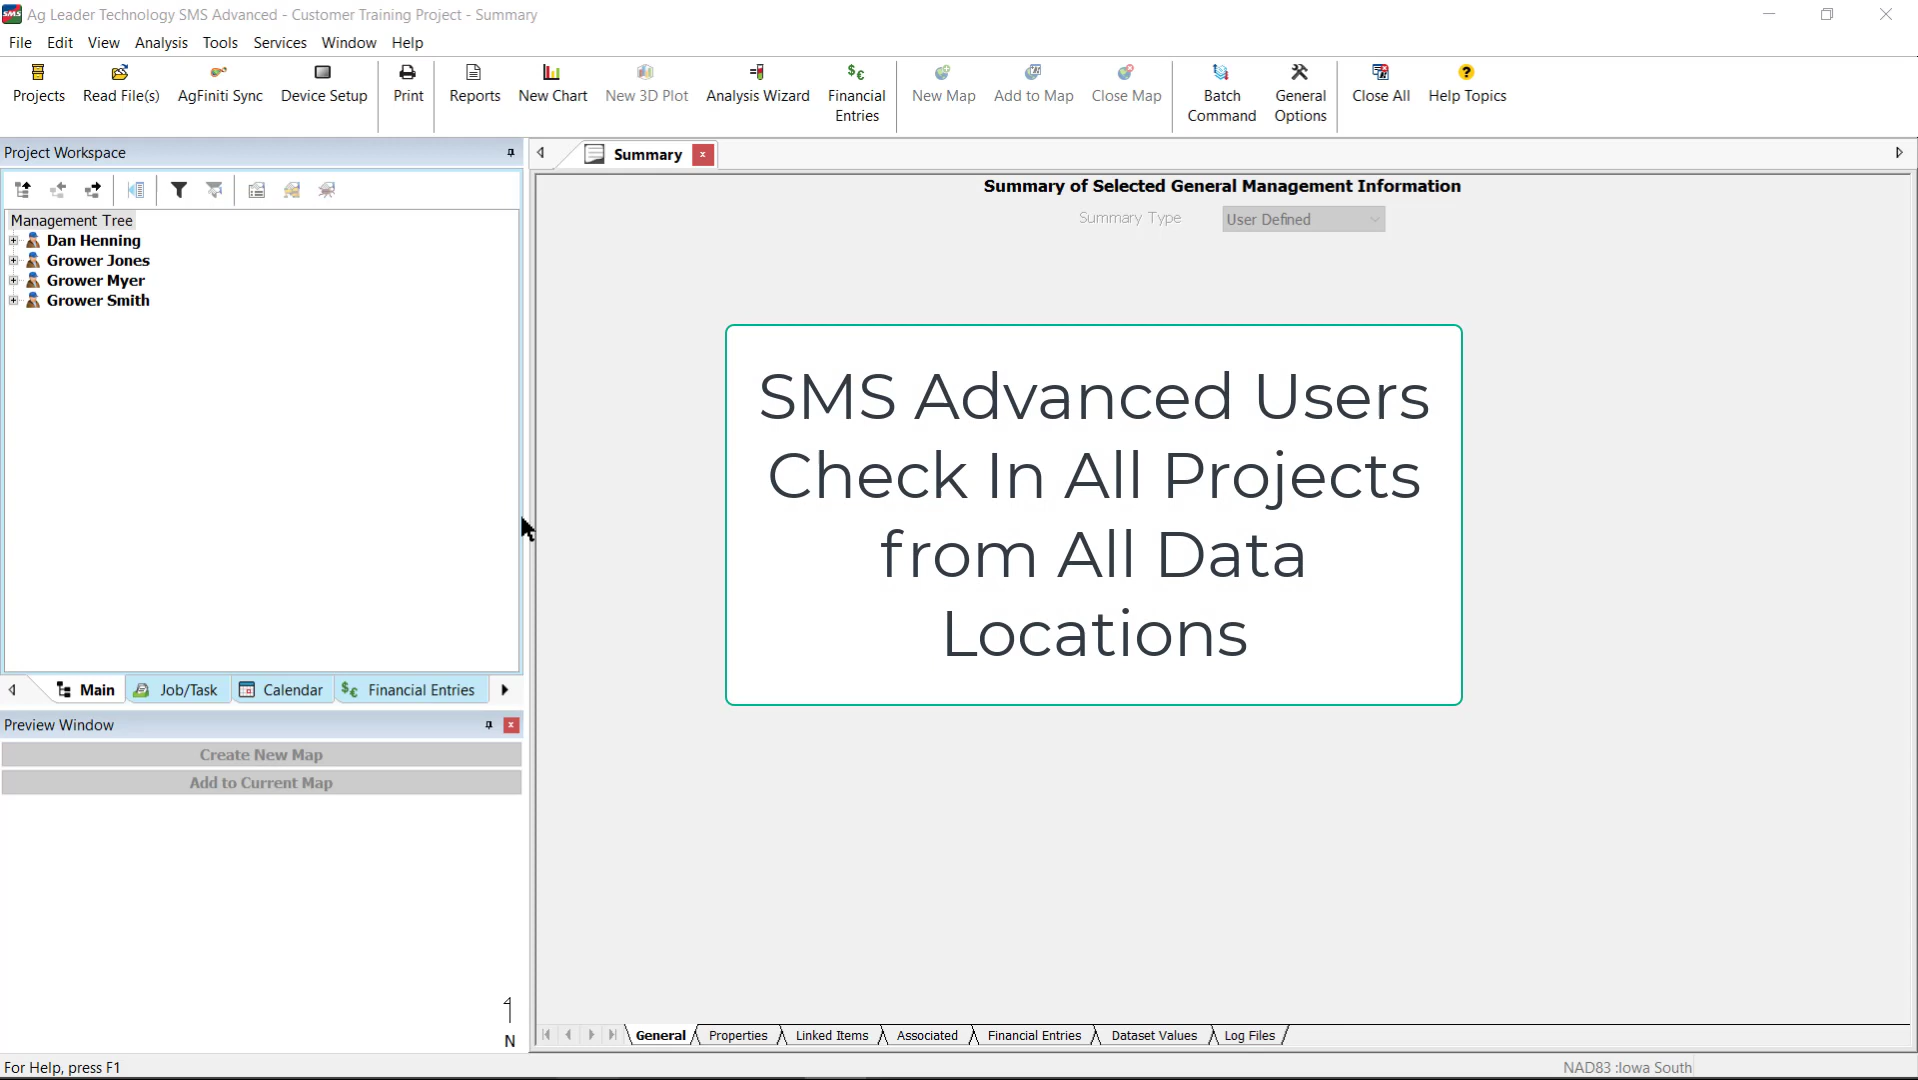 SMS Ag Leader Technology SMS Advanced - Customer Training Project - Summary
File Edit View Analysis Tools Services Window Help
Projects Read File(s) AgFiniti Sync Device Setup Print Reports New Chart New 3D Plot Analysis Wizard Financial Entries New Map Add to Map Close Map Batch Command General Options Close All Help Topics
Project Workspace
Summary
Summary of Selected General Management Information
Summary Type User Defined
Management Tree
Dan Henning
Grower Jones
Grower Myer
Grower Smith
SMS Advanced Users
Check In All Projects
from All Data
Locations
Main Job/Task Calendar Financial Entries
Preview Window
Create New Map
Add to Current Map
N
General Properties Linked Items Associated Financial Entries Dataset Values Log Files
For Help, press F1
NAD83 :Iowa South